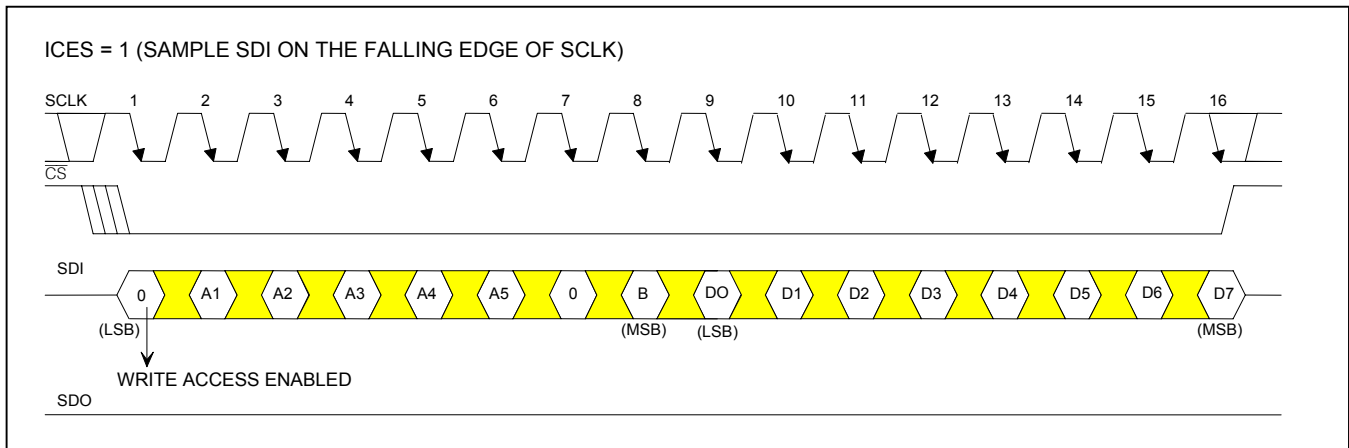 ICES = 1 (SAMPLE SDI ON THE FALLING EDGE OF SCLK)
SCLK 1 2 3 4 5 6 7 8 9 10 11 12 13 14 15 16
CS
SDI
0 A1 A2 A3 A4 A5 0 B DO D1 D2 D3 D4 D5 D6 D7
(LSB) (MSB) (LSB) (MSB)
WRITE ACCESS ENABLED
SDO